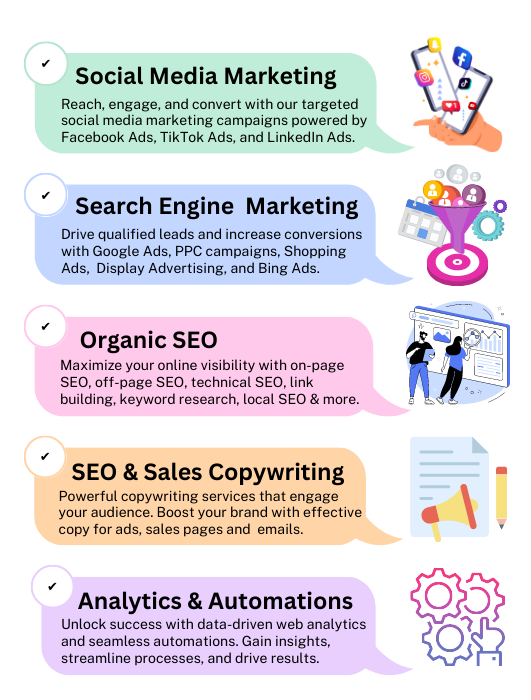 ✔
Social Media Marketing
Reach, engage, and convert with our targeted
social media marketing campaigns powered by
Facebook Ads, TikTok Ads, and LinkedIn Ads.
✔
Search Engine  Marketing
Drive qualified leads and increase conversions
with Google Ads, PPC campaigns, Shopping
Ads,  Display Advertising, and Bing Ads.
✔
Organic SEO
Maximize your online visibility with on-page
SEO, off-page SEO, technical SEO, link
building, keyword research, local SEO & more.
✔
SEO & Sales Copywriting
Powerful copywriting services that engage
your audience. Boost your brand with effective
copy for ads, sales pages and  emails.
✔
Analytics & Automations
Unlock success with data-driven web analytics
and seamless automations. Gain insights,
streamline processes, and drive results.